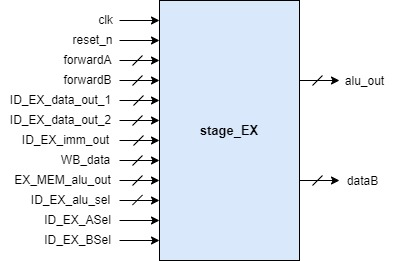 clk
reset_n
forwardA
forwardB
ID_EX_data_out_1
ID_EX_data_out_2
ID_EX_imm_out
WB_data
EX_MEM_alu_out
ID_EX_alu_sel
ID_EX_ASel
ID_EX_BSel
stage_EX
alu_out
dataB